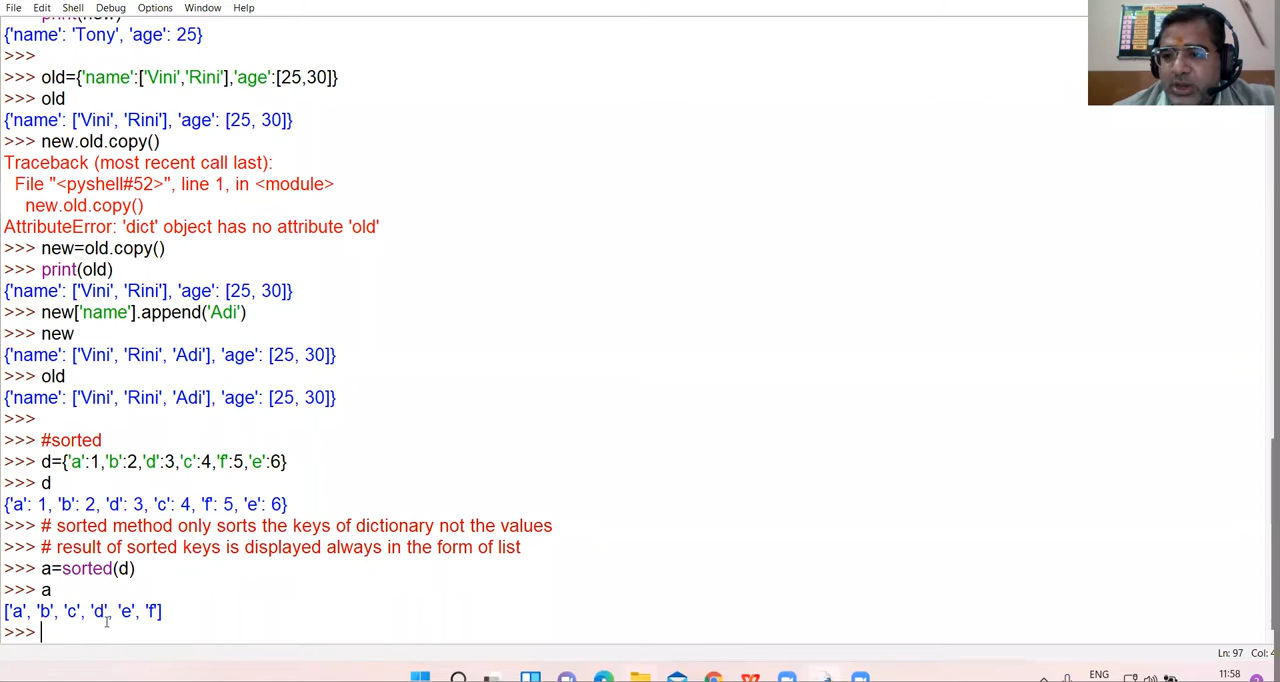 File Edit Shell Debug Options Window Help
print(new)
{'name': 'Tony', 'age': 25}
>>>
>>> old={'name':['Vini','Rini'],'age':[25,30]}
>>> old
{'name': ['Vini', 'Rini'], 'age': [25, 30]}
>>> new.old.copy()
Traceback (most recent call last):
  File "<pyshell#52>", line 1, in <module>
    new.old.copy()
AttributeError: 'dict' object has no attribute 'old'
>>> new=old.copy()
>>> print(old)
{'name': ['Vini', 'Rini'], 'age': [25, 30]}
>>> new['name'].append('Adi')
>>> new
{'name': ['Vini', 'Rini', 'Adi'], 'age': [25, 30]}
>>> old
{'name': ['Vini', 'Rini', 'Adi'], 'age': [25, 30]}
>>>
>>> #sorted
>>> d={'a':1,'b':2,'d':3,'c':4,'f':5,'e':6}
>>> d
{'a': 1, 'b': 2, 'd': 3, 'c': 4, 'f': 5, 'e': 6}
>>> # sorted method only sorts the keys of dictionary not the values
>>> # result of sorted keys is displayed always in the form of list
>>> a=sorted(d)
>>> a
['a', 'b', 'c', 'd', 'e', 'f']
>>>
Ln: 97 Col: 4
ENG
11:58